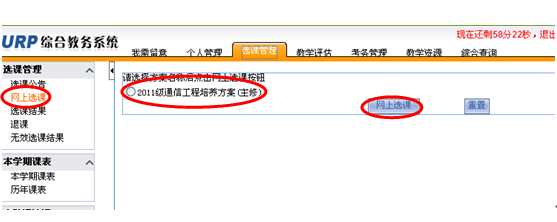 现在还剩58分22秒，退出
URP 综合教务系统
我需留意 个人管理 选课管理 教学评估 考务管理 教学资源 综合查询
选课管理
选课公告
网上选课
选课结果
退课
无效选课结果
本学期课表
本学期课表
历年课表
请选择方案名称后点击网上选课按钮
2011级通信工程培养方案(主修)
网上选课 重置